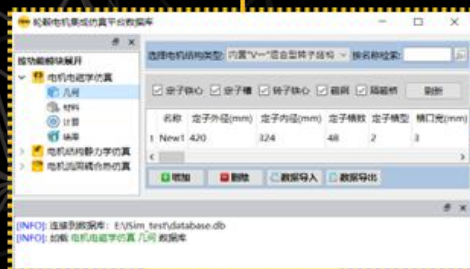 轮毂电机集成仿真平台数据库
按功能模块展开
电机电磁学仿真
几何
材料
计算
结果
电机结构静力学仿真
电机流固耦合热仿真
选择电机结构类型: 内置"V一"混合型转子结构 按名称检索:
定子铁心 定子槽 转子铁心 磁钢 隔磁桥 刷新
名称 定子外径(mm) 定子内径(mm) 定子槽数 定子槽型 槽口宽(mm)
1 New1 420 324 48 2 3
增加 删除 数据导入 数据导出
[INFO]: 连接到数据库: E:\/Sim_test\/database.db
[INFO]: 加载 电机电磁学仿真 几何 数据库